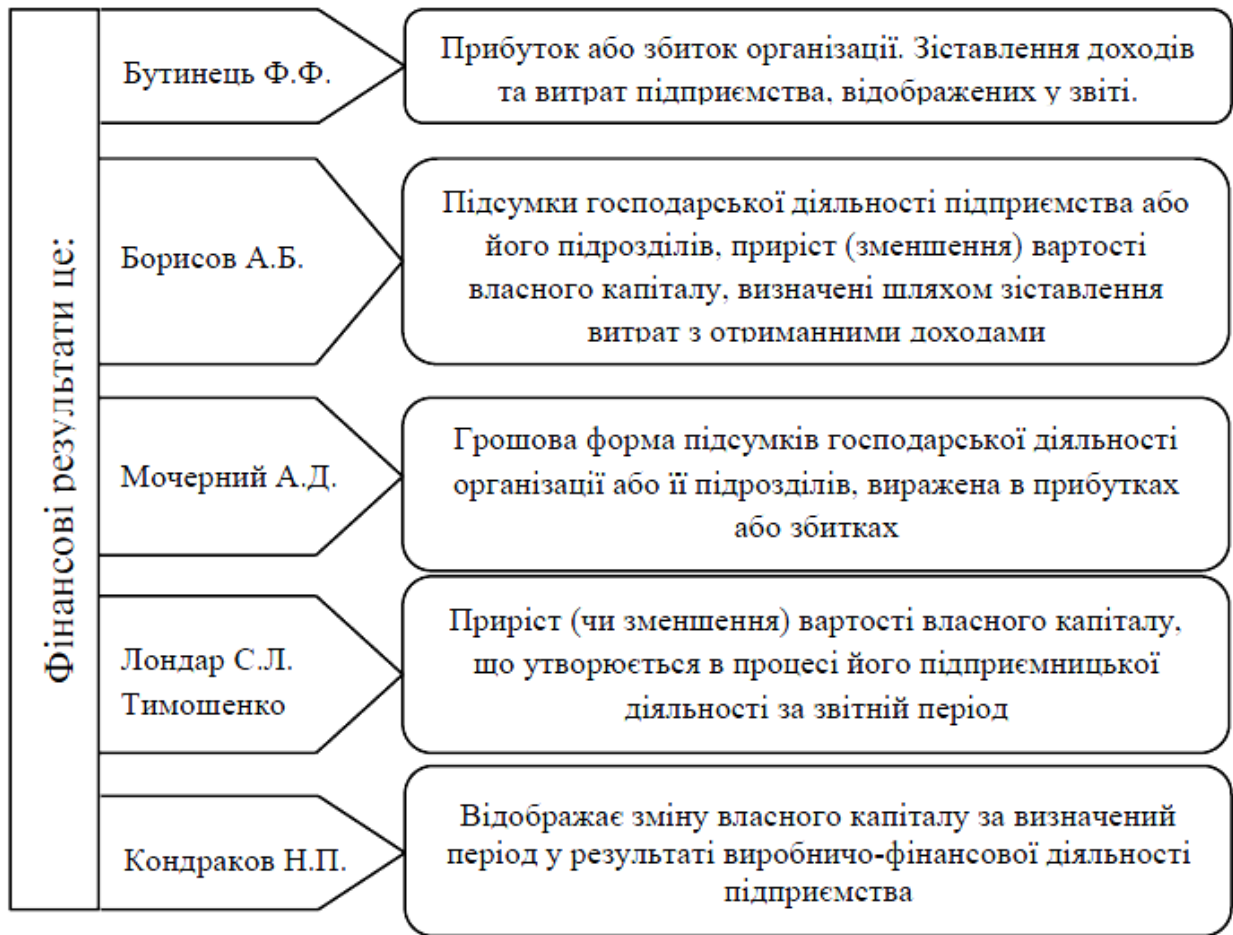 Фінансові результати це:
Бутинець Ф.Ф.
Прибуток або збиток організації. Зіставлення доходів
та витрат підприємства, відображених у звіті.
Борисов А.Б.
Підсумки господарської діяльності підприємства або
його підрозділів, приріст (зменшення) вартості
власного капіталу, визначені шляхом зіставлення
витрат з отриманними доходами
Мочерний А.Д.
Грошова форма підсумків господарської діяльності
організації або її підрозділів, виражена в прибутках
або збитках
Лондар С.Л.
Тимошенко
Приріст (чи зменшення) вартості власного капіталу,
що утворюється в процесі його підприємницької
діяльності за звітній період
Кондраков Н.П.
Відображає зміну власного капіталу за визначений
період у результаті виробничо-фінансової діяльності
підприємства